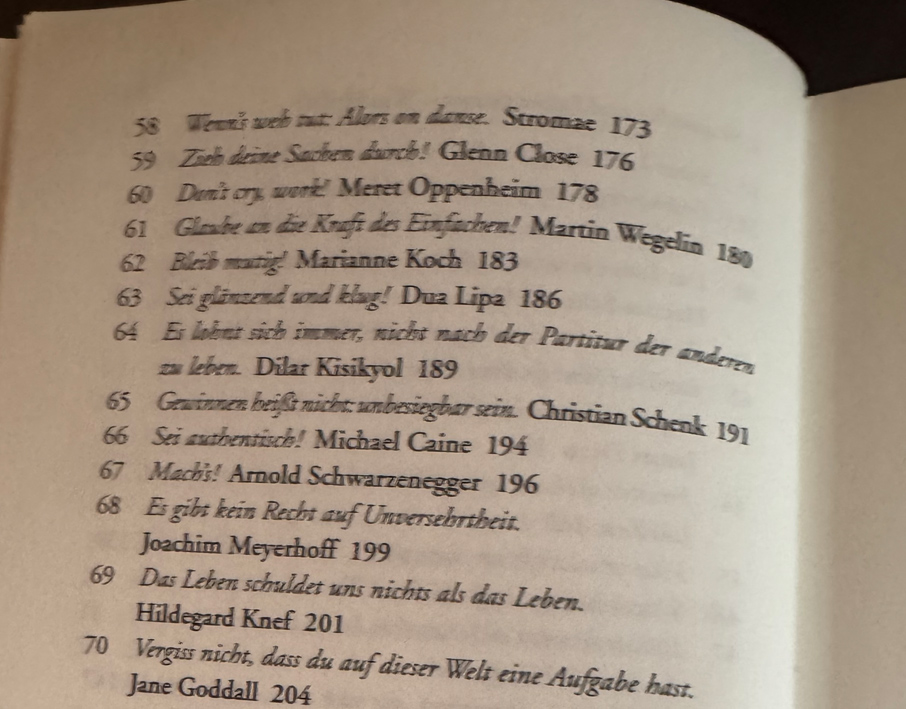 58 Wenn's weh tut: Alors on danse. Stromae 173
59 Zieh deine Sachen durch! Glenn Close 176
60 Don't cry, work! Meret Oppenheim 178
61 Glaube an die Kraft des Einfachen! Martin Wegelin 180
62 Bleib mutig! Marianne Koch 183
63 Sei glänzend und klug! Dua Lipa 186
64 Es lohnt sich immer, nicht nach der Partitur der anderen
zu leben. Dilar Kisikyol 189
65 Gewinnen heißt nicht: unbesiegbar sein. Christian Schenk 191
66 Sei authentisch! Michael Caine 194
67 Mach's! Arnold Schwarzenegger 196
68 Es gibt kein Recht auf Unversehrtheit.
Joachim Meyerhoff 199
69 Das Leben schuldet uns nichts als das Leben.
Hildegard Knef 201
70 Vergiss nicht, dass du auf dieser Welt eine Aufgabe hast.
Jane Goddall 204